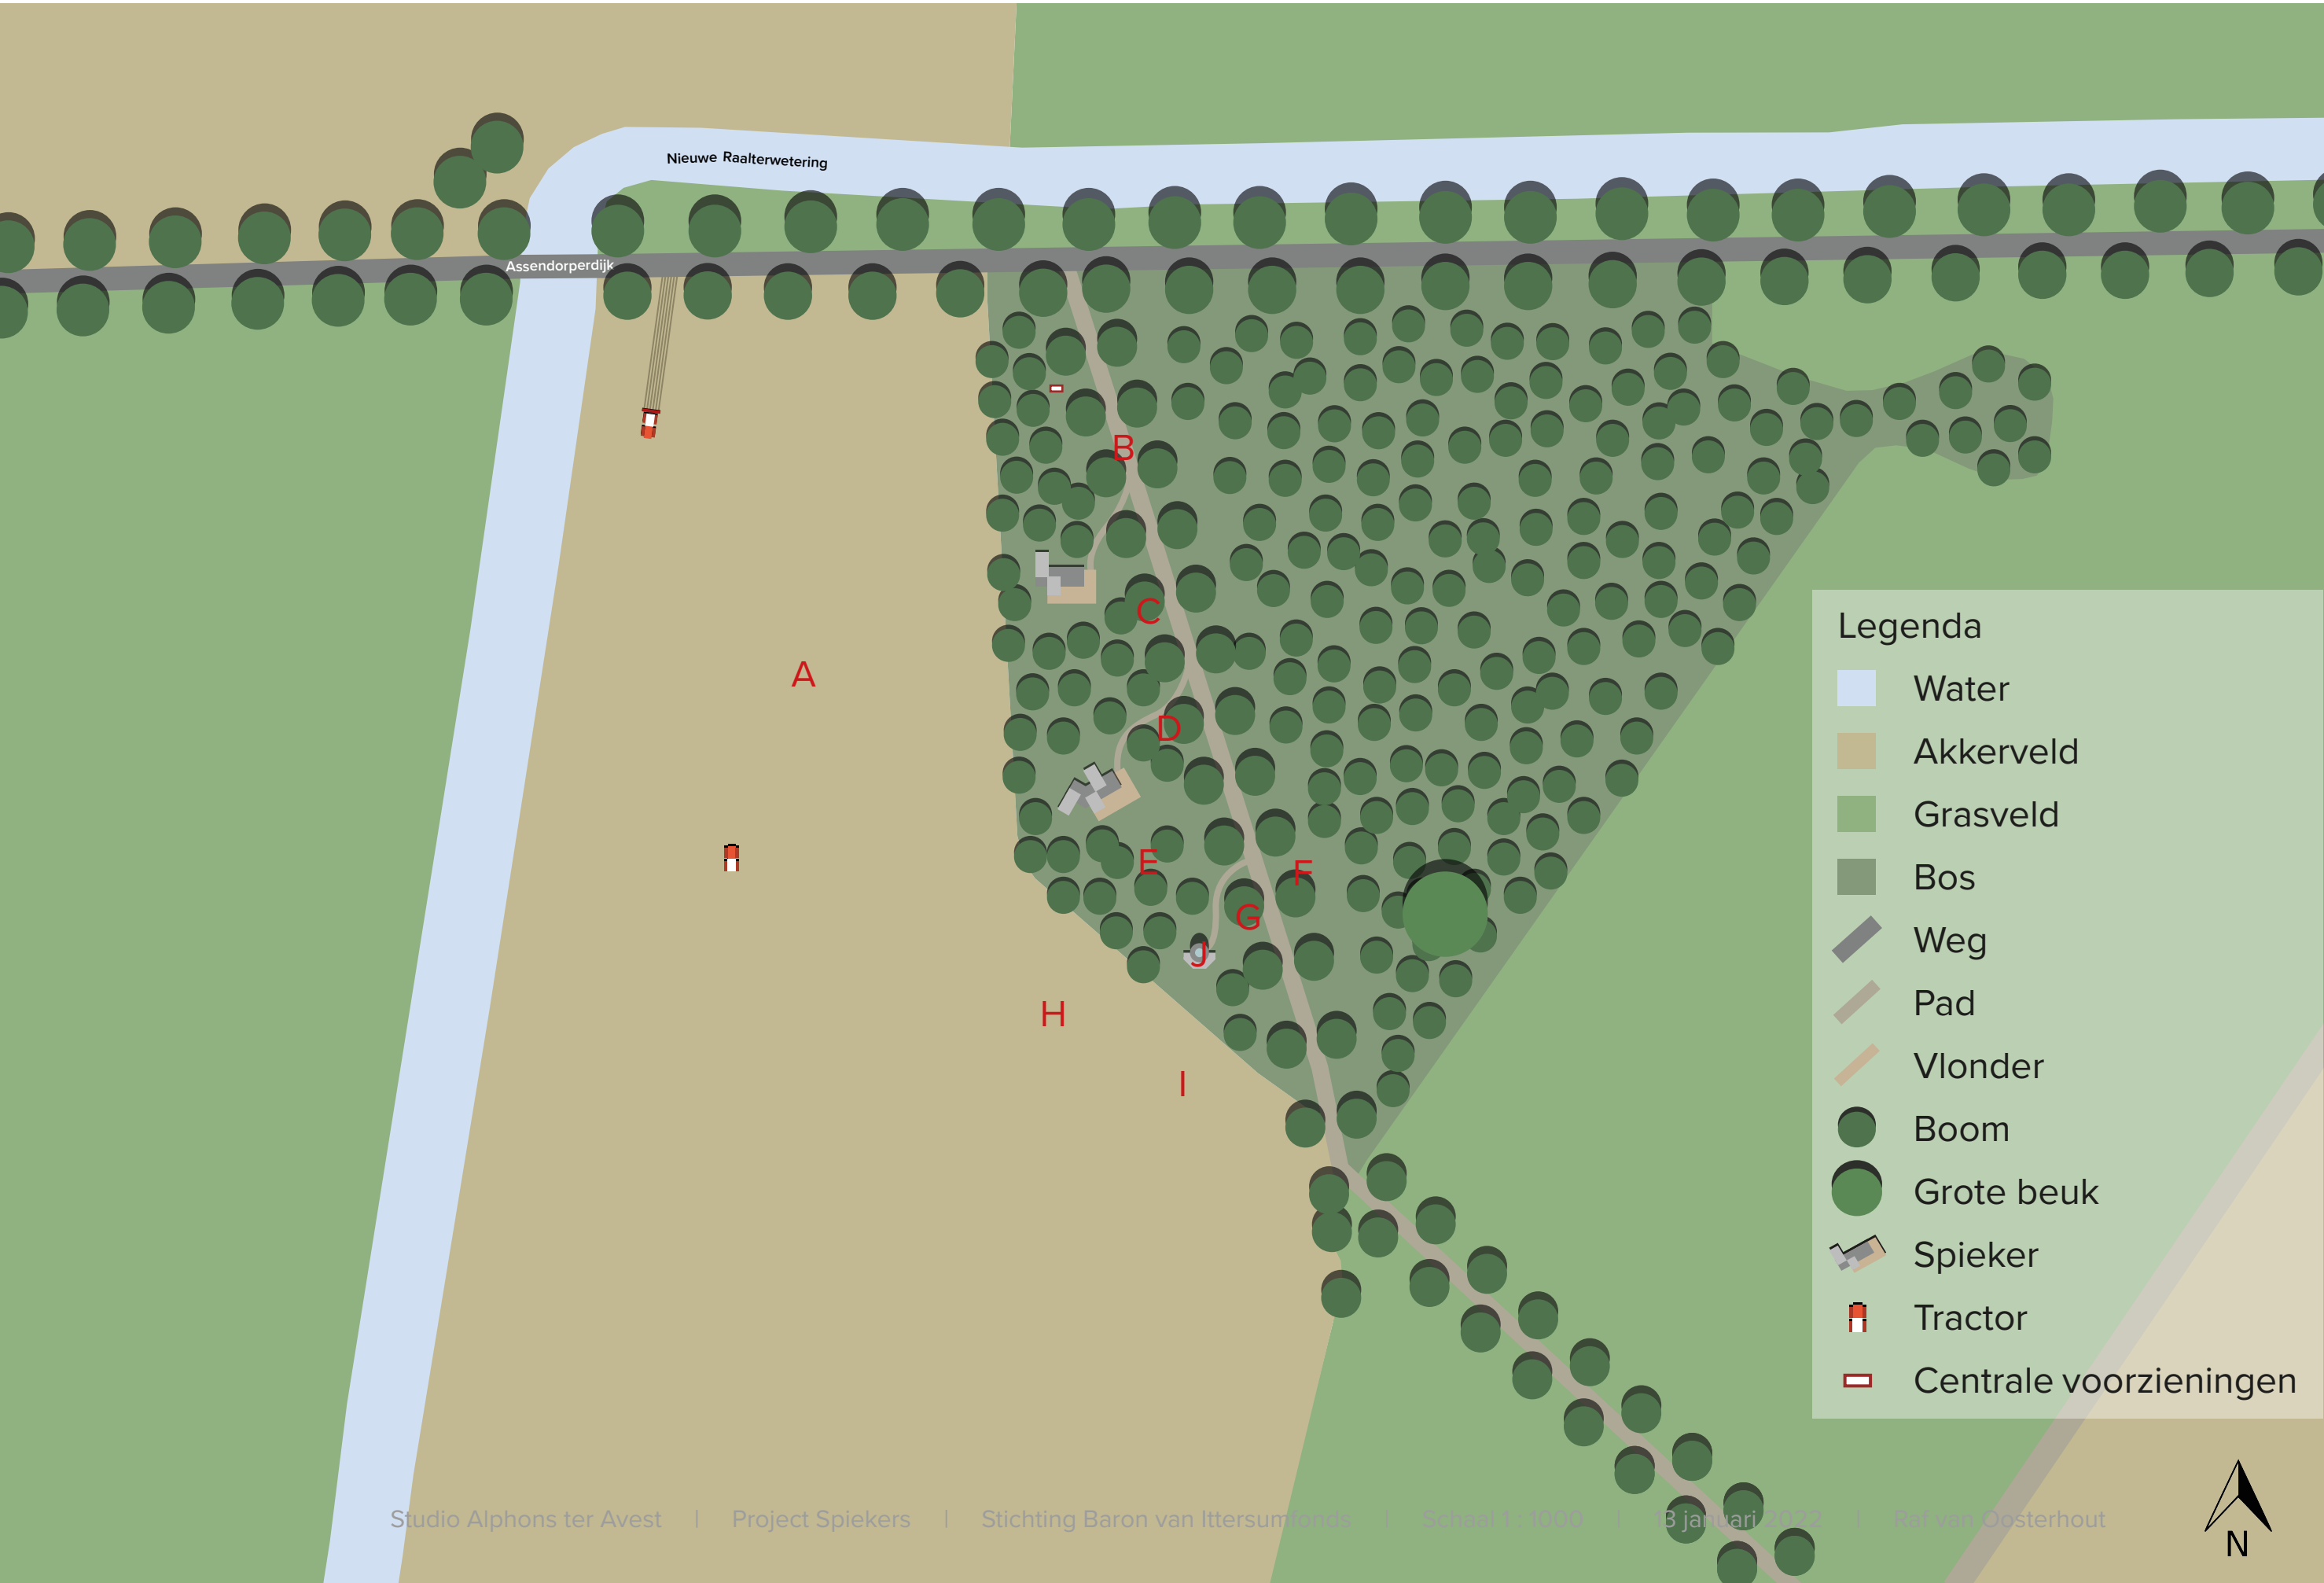 Nieuwe Raalterwetering
Assendorperdijk
B
C
A
D
E
F
G
J
H
I
Legenda
Water
Akkerveld
Grasveld
Bos
Weg
Pad
Vlonder
Boom
Grote beuk
Spieker
Tractor
Centrale voorzieningen
Studio Alphons ter Avest | Project Spiekers | Stichting Baron van Ittersumfonds | Schaal 1 : 1000 | 13 januari 2022 | Raf van Oosterhout
N